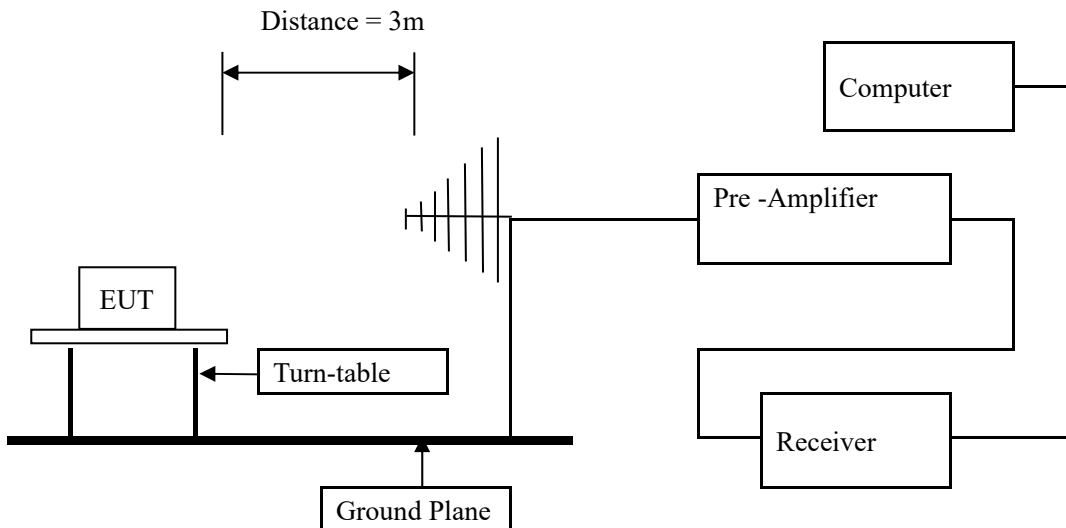 Distance = 3m
Computer
Pre -Amplifier
EUT
Turn-table
Receiver
Ground Plane